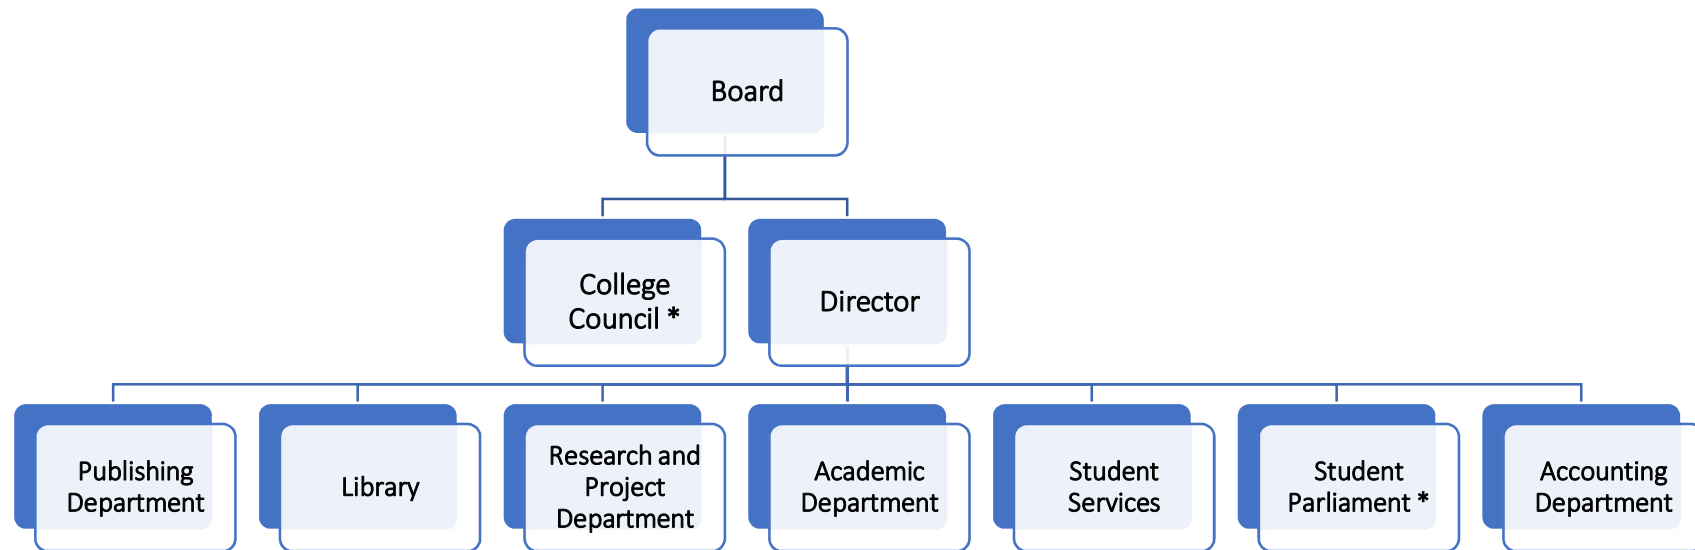 Board
College
Council *
Director
Publishing
Department
Library
Research and
Project
Department
Academic
Department
Student
Services
Student
Parliament *
Accounting
Department